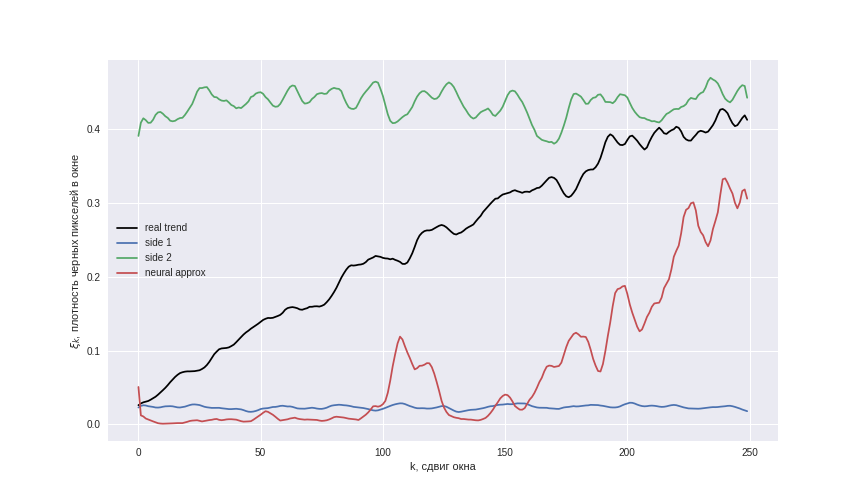 0.4
0.3
0.2
0.1
0.0
ξk, плотность черных пикселей в окне
real trend
side 1
side 2
neural approx
0 50 100 150 200 250
k, сдвиг окна